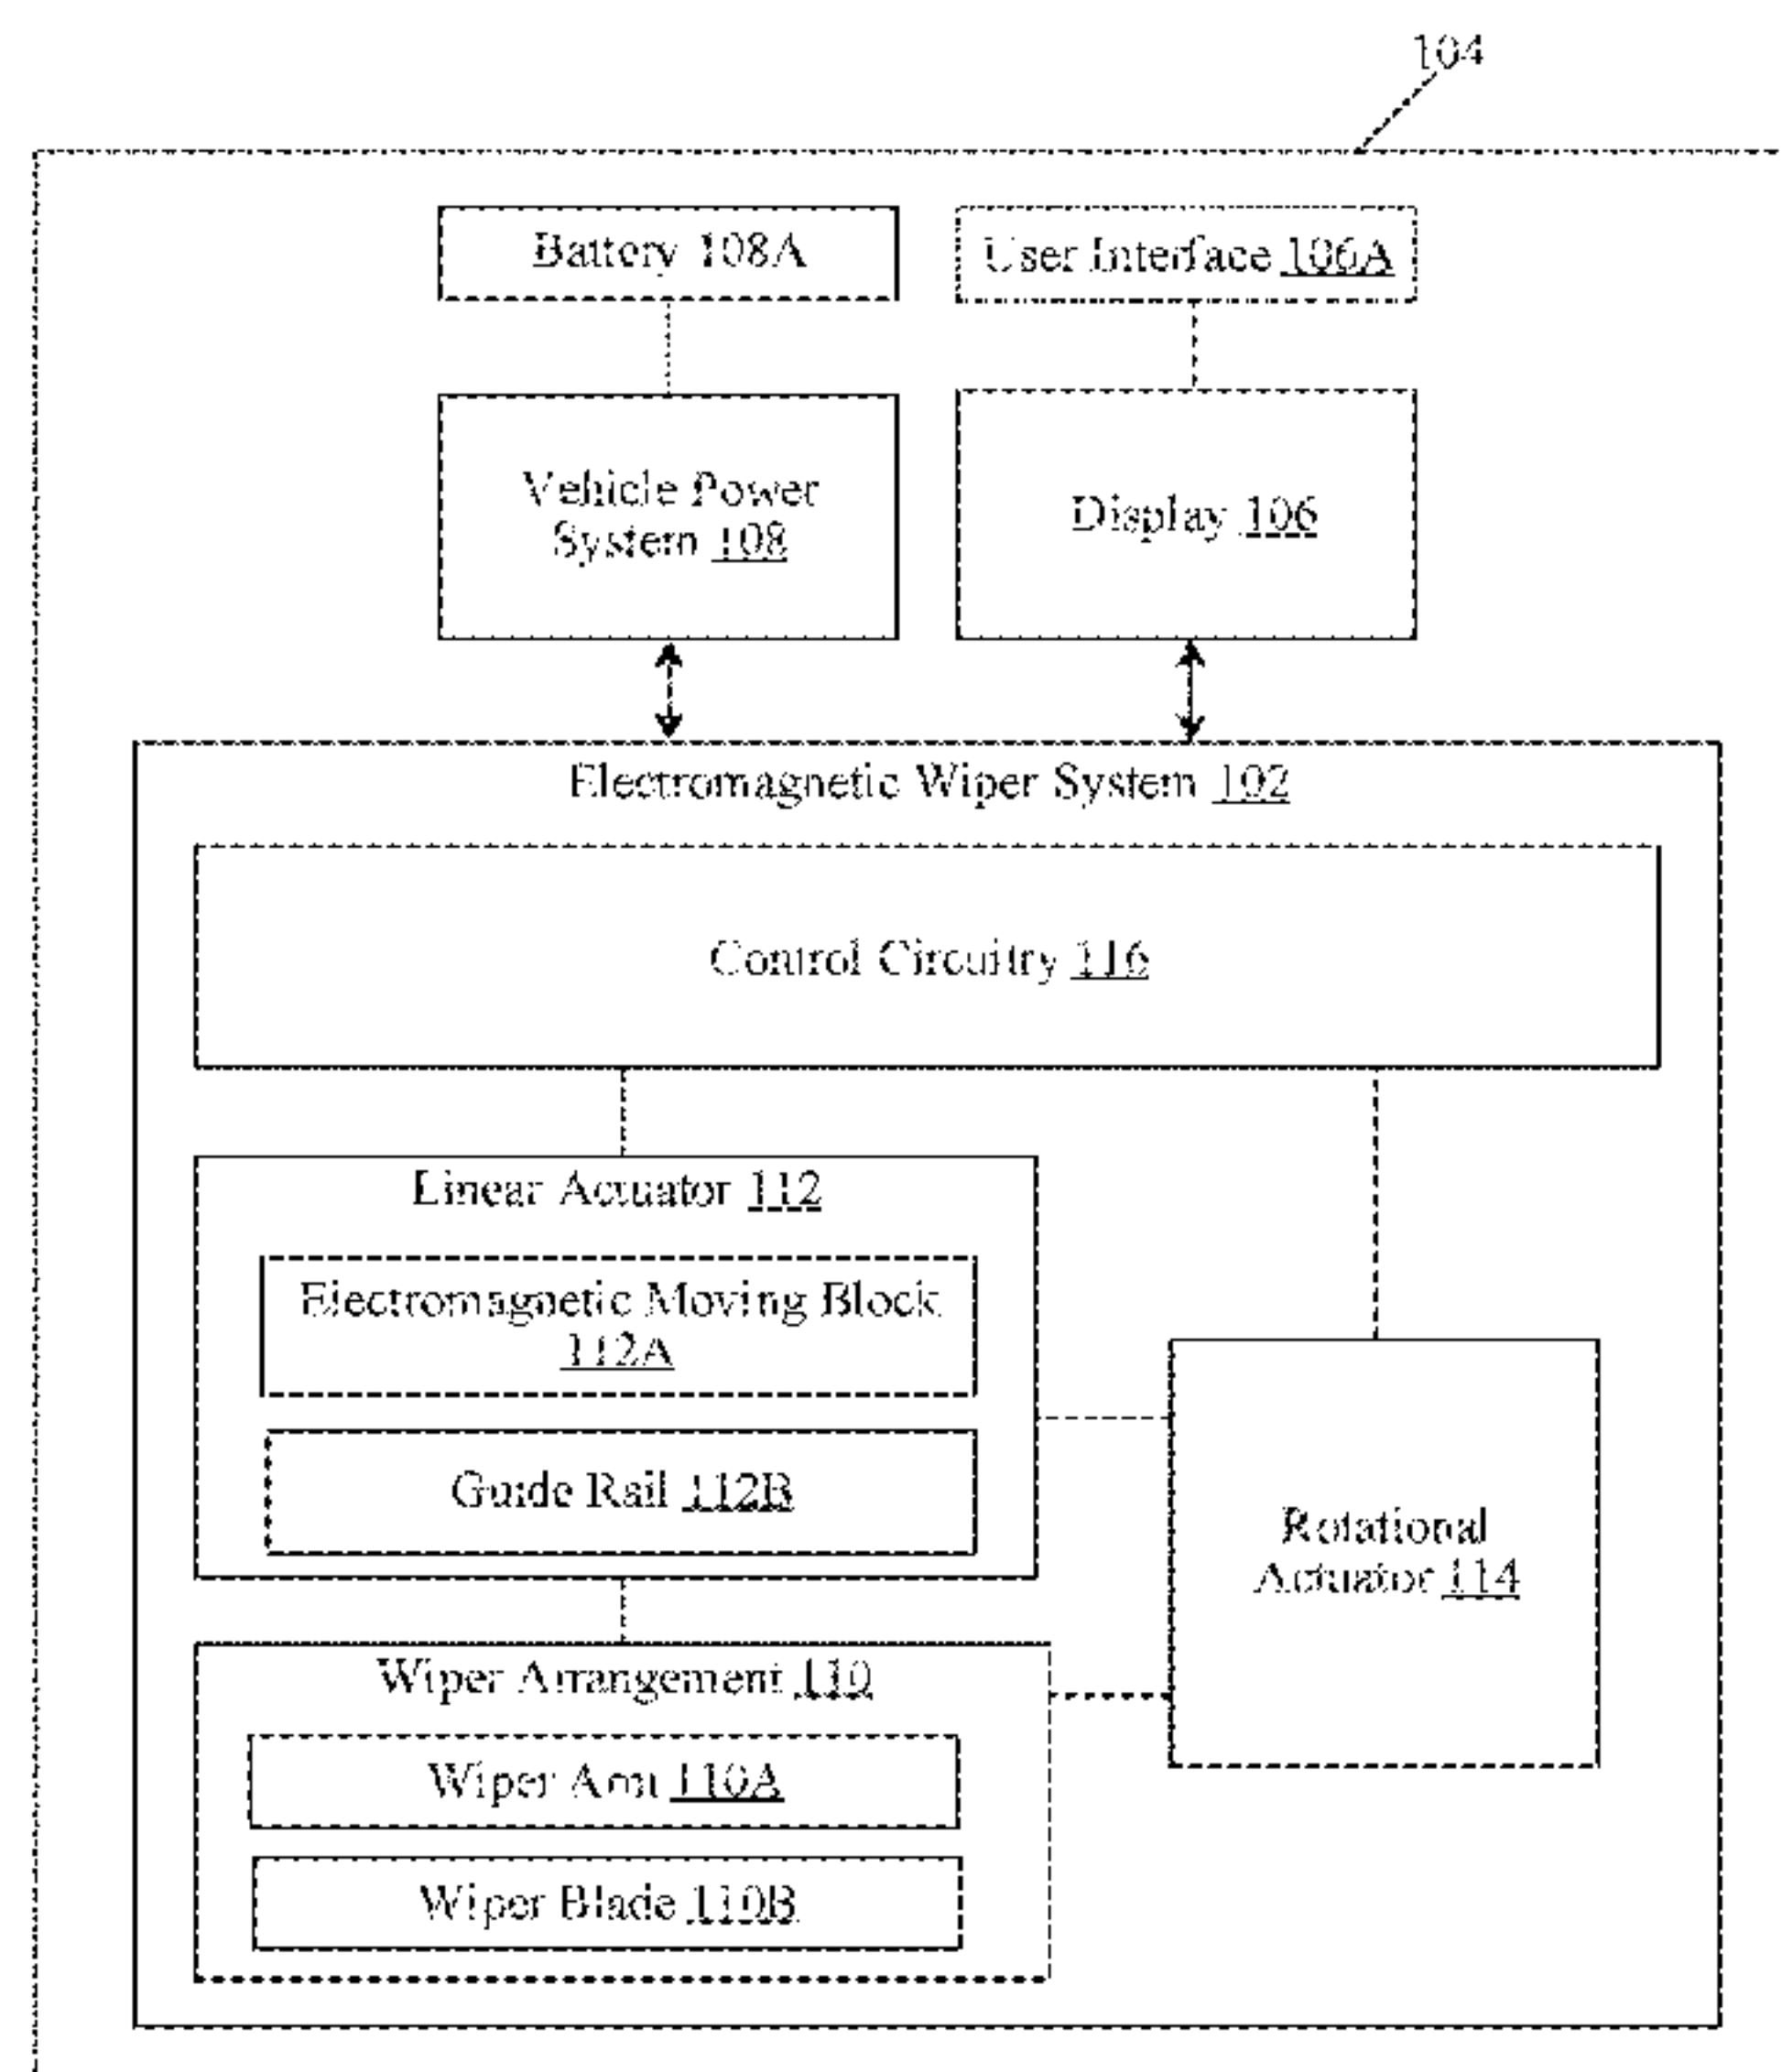 104
Battery 108A
User Interface 106A
Vehicle Power
System 108
Display 106
Electromagnetic Wiper System 102
Control Circuitry 116
Linear Actuator 112
Electromagnetic Moving Block
112A
Guide Rail 112B
Rotational
Actuator 114
Wiper Arrangement 110
Wiper Arm 110A
Wiper Blade 110B